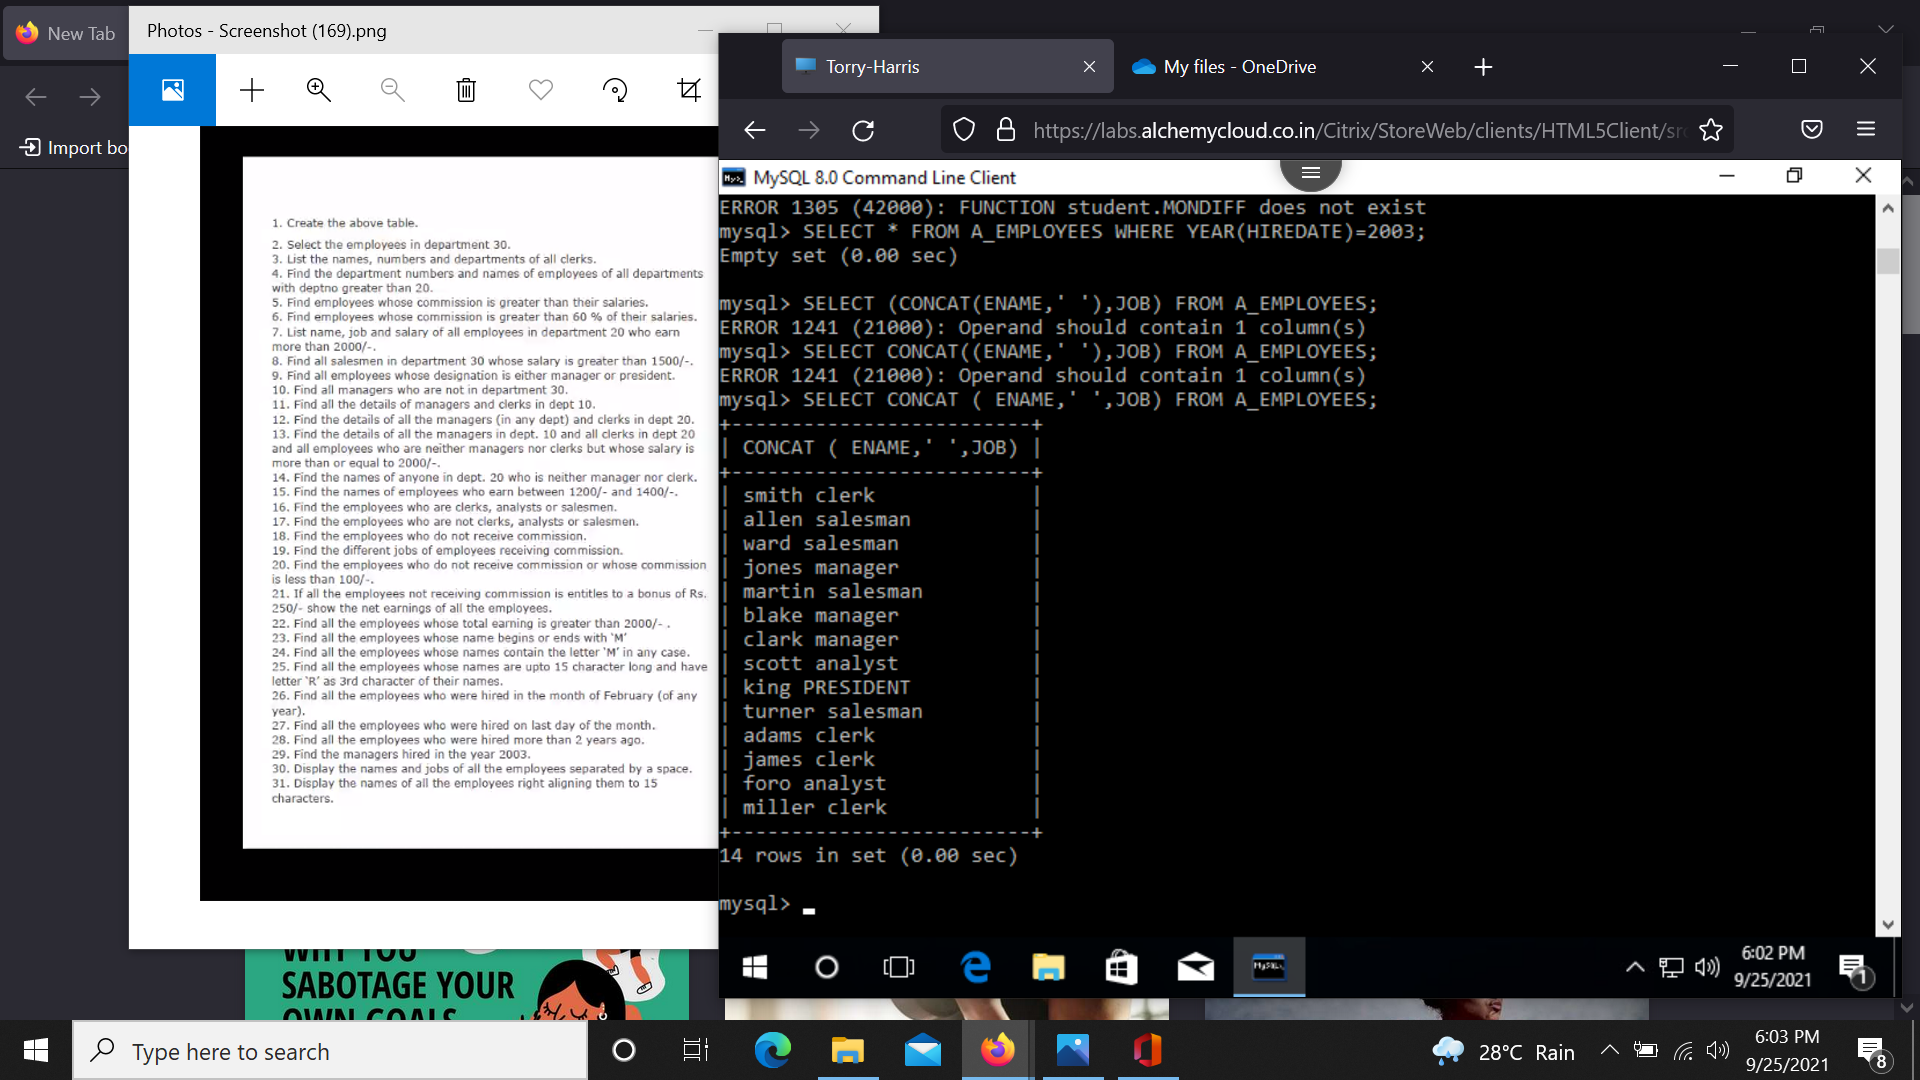 New Tab
Photos - Screenshot (169).png
Import bo
1. Create the above table.
2. Select the employees in department 30.
3. List the names, numbers and departments of all clerks.
4. Find the department numbers and names of employees of all departments
with deptno greater than 20.
5. Find employees whose commission is greater than their salaries.
6. Find employees whose commission is greater than 60 % of their salaries.
7. List name, job and salary of all employees in department 20 who earn
more than 2000/-.
8. Find all salesmen in department 30 whose salary is greater than 1500/-.
9. Find all employees whose designation is either manager or president.
10. Find all managers who are not in department 30.
11. Find all the details of managers and clerks in dept 10.
12. Find the details of all the managers (in any dept) and clerks in dept 20.
13. Find the details of all the managers in dept. 10 and all clerks in dept 20
and all employees who are neither managers nor clerks but whose salary is
more than or equal to 2000/-.
14. Find the names of anyone in dept. 20 who is neither manager nor clerk.
15. Find the names of employees who earn between 1200/- and 1400/-.
16. Find the employees who are clerks, analysts or salesmen.
17. Find the employees who are not clerks, analysts or salesmen.
18. Find the employees who do not receive commission.
19. Find the different jobs of employees receiving commission.
20. Find the employees who do not receive commission or whose commission
is less than 100/-.
21. If all the employees not receiving commission is entitles to a bonus of Rs.
250/- show the net earnings of all the employees.
22. Find all the employees whose total earning is greater than 2000/- .
23. Find all the employees whose name begins or ends with ‘M’
24. Find all the employees whose names contain the letter ‘M’ in any case.
25. Find all the employees whose names are upto 15 character long and have
letter ‘R’ as 3rd character of their names.
26. Find all the employees who were hired in the month of February (of any
year).
27. Find all the employees who were hired on last day of the month.
28. Find all the employees who were hired more than 2 years ago.
29. Find the managers hired in the year 2003.
30. Display the names and jobs of all the employees separated by a space.
31. Display the names of all the employees right aligning them to 15
characters.
Torry-Harris
My files - OneDrive
https://labs.alchemycloud.co.in/Citrix/StoreWeb/clients/HTML5Client/src
MySQL 8.0 Command Line Client
ERROR 1305 (42000): FUNCTION student.MONDIFF does not exist
mysql> SELECT * FROM A_EMPLOYEES WHERE YEAR(HIREDATE)=2003;
Empty set (0.00 sec)
mysql> SELECT (CONCAT(ENAME,' '),JOB) FROM A_EMPLOYEES;
ERROR 1241 (21000): Operand should contain 1 column(s)
mysql> SELECT CONCAT((ENAME,' '),JOB) FROM A_EMPLOYEES;
ERROR 1241 (21000): Operand should contain 1 column(s)
mysql> SELECT CONCAT ( ENAME,' ',JOB) FROM A_EMPLOYEES;
+--------------------------+
| CONCAT ( ENAME,' ',JOB) |
+--------------------------+
| smith clerk |
| allen salesman |
| ward salesman |
| jones manager |
| martin salesman |
| blake manager |
| clark manager |
| scott analyst |
| king PRESIDENT |
| turner salesman |
| adams clerk |
| james clerk |
| foro analyst |
| miller clerk |
+--------------------------+
14 rows in set (0.00 sec)
mysql> _
MySQL
6:02 PM
9/25/2021
1
WHY YOU
SABOTAGE YOUR
OWN GOALS
Type here to search
28°C Rain
6:03 PM
9/25/2021
8